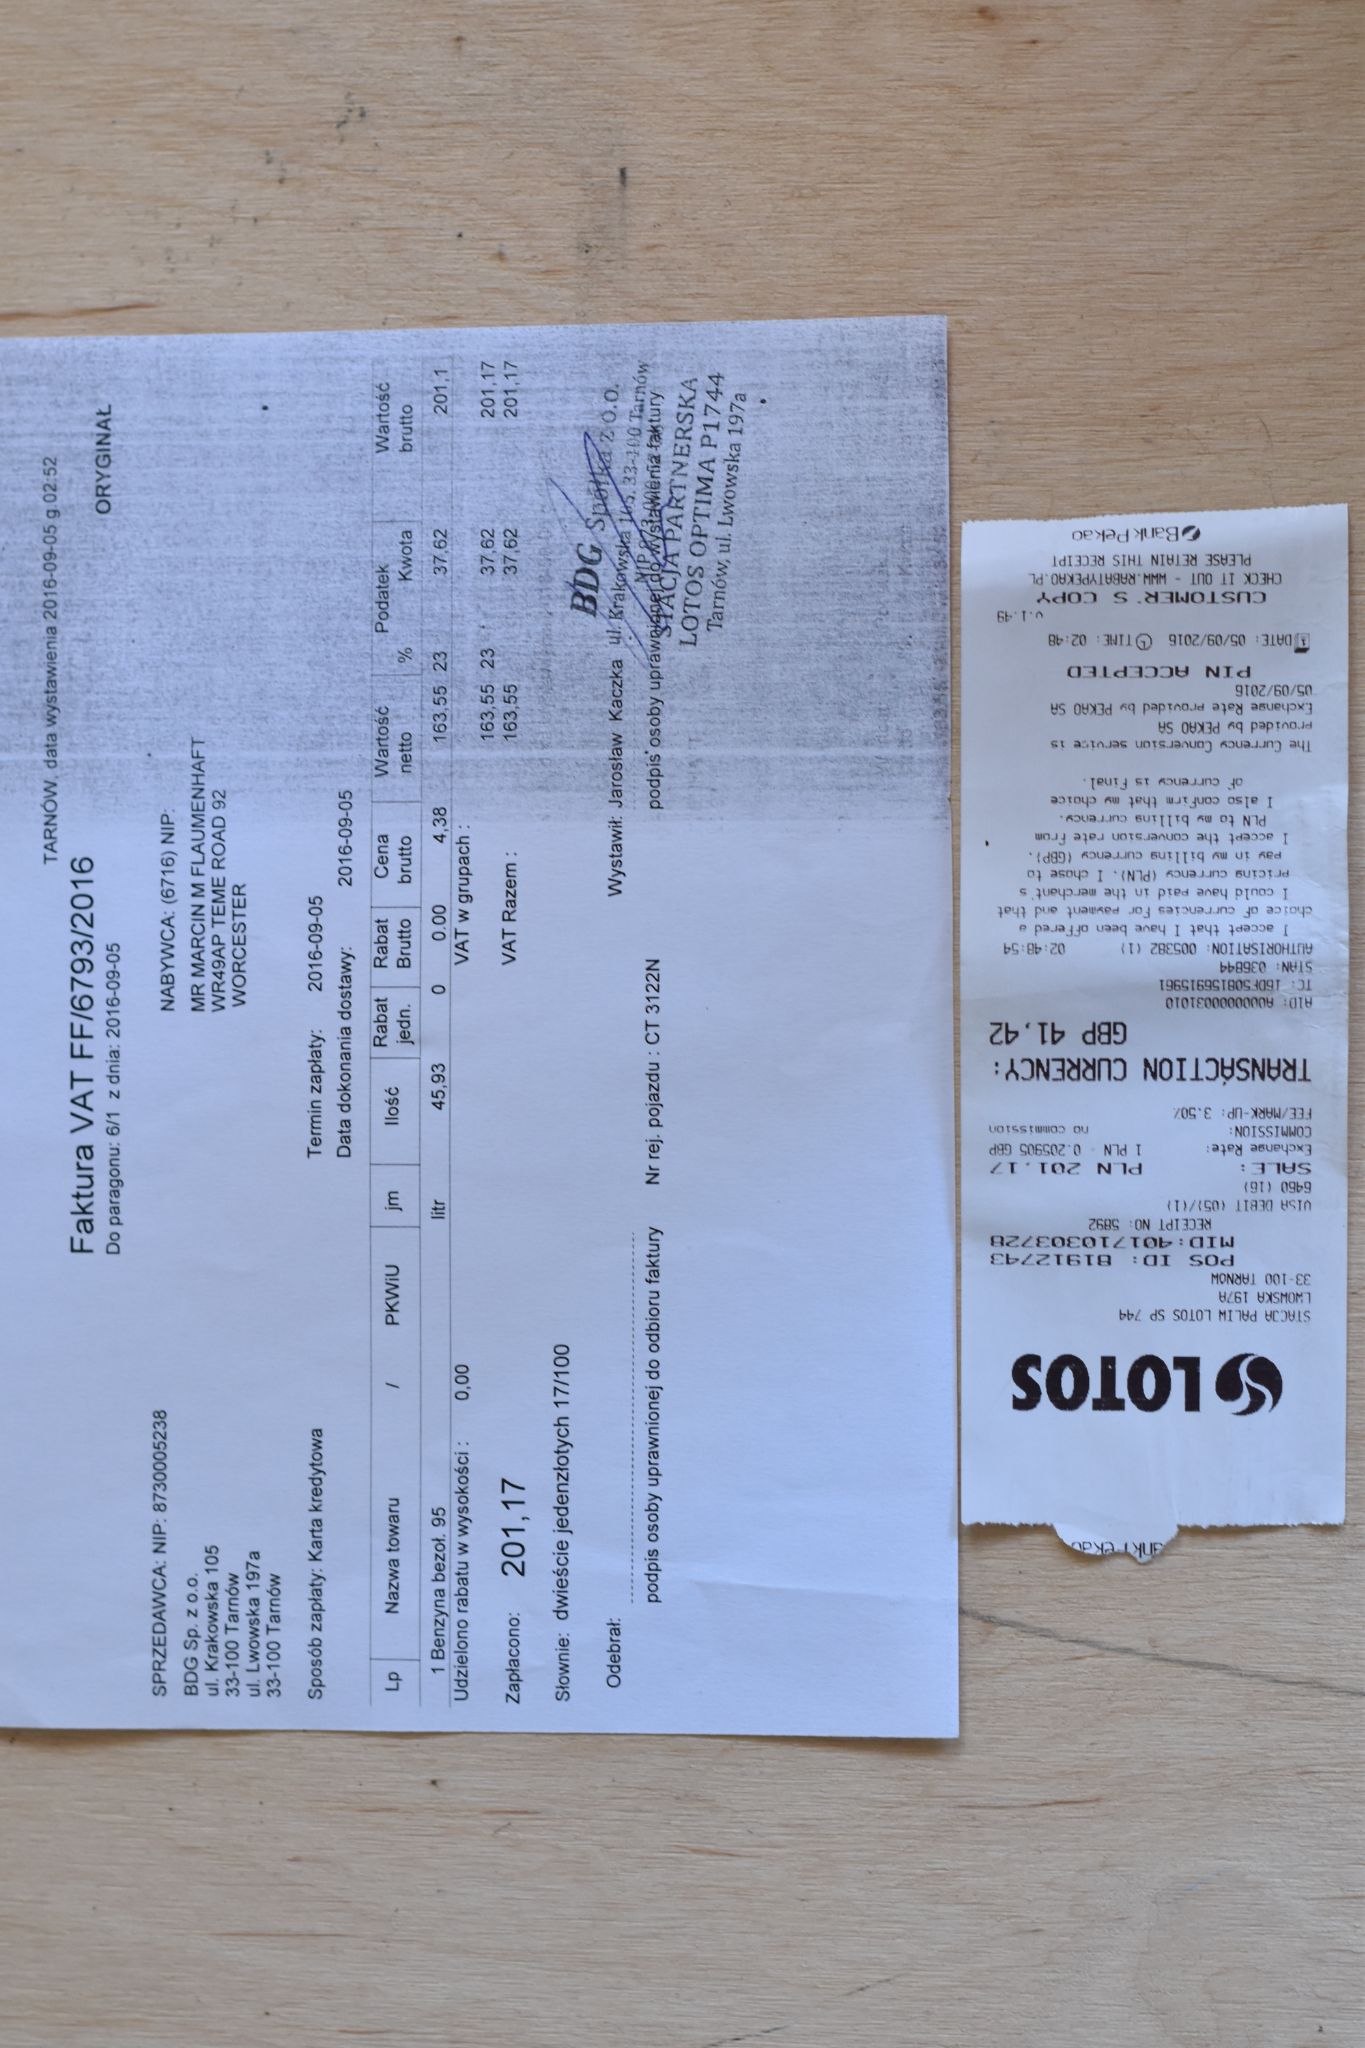 TARNÓW, data wystawienia 2016-09-05 g.02:52
Faktura VAT FF/6793/2016
ORYGINAŁ
Do paragonu: 6/1 z dnia: 2016-09-05
SPRZEDAWCA: NIP: 8730005238
BDG Sp. z o.o.
ul. Krakowska 105
33-100 Tarnów
ul. Lwowska 197a
33-100 Tarnów
NABYWCA: (6716) NIP:
MR MARCIN M FLAUMENHAFT
WR49AP TEME ROAD 92
WORCESTER
Sposób zapłaty: Karta kredytowa
Termin zapłaty: 2016-09-05
Data dokonania dostawy: 2016-09-05
Lp Nazwa towaru / PKWiU jm Ilość Rabat jedn. Rabat Brutto Cena brutto Wartość netto Podatek % Kwota Wartość brutto
1 Benzyna bezoł. 95 litr 45,93 0 0.00 4,38 163,55 23 37,62 201,1
Udzielono rabatu w wysokości : 0,00 VAT w grupach :
163,55 23 37,62 201,17
Zapłacono: 201,17 VAT Razem : 163,55 37,62 201,17
Słownie: dwieście jedenzłotych 17/100
Odebrał:
Wystawił: Jarosław Kaczka
podpis osoby uprawnionej do odbioru faktury
Nr rej. pojazdu : CT 312N
podpis osoby uprawnionej do wystawienia faktury
BDG Spółka z o.o.
ul. Krakowska 105, 33-100 Tarnów
STACJA PARTNERSKA
LOTOS OPTIMA P1744
Tarnów, ul. Lwowska 197a
LOTOS
STACJA PALIW LOTOS SP 744
LWOWSKA 197A
33-100 TARNOW
POS ID: 81912743
MID:401710303728
RECEIPT NO: 5892
VISA DEBIT (05)/(1)
6460 (16)
SALE: PLN 201.17
Exchange Rate: 1 PLN - 0.205905 GBP
COMMISSION: no commission
FEE/MARK-UP: 3.50%
TRANSACTION CURRENCY:
GBP 41,42
AID: A0000000031010
TC: 16DF508156915961
STAN: 036844
AUTHORISATION: 005382 (1) 02:48:54
I accept that I have been offered a
choice of currencies for payment and that
I could have paid in the merchant's
pricing currency (PLN). I chose to
pay in my billing currency (GBP).
I accept the conversion rate from
PLN to my billing currency.
I also confirm that my choice
of currency is final.
The Currency Conversion service is
provided by PEKAO SA
Exchange Rate provided by PEKAO SA
05/09/2016
PIN ACCEPTED
DATE: 05/09/2016 TIME: 02:48
v.1.49
CUSTOMER'S COPY
CHECK IT OUT - WWW.RABATYPEKAO.PL
PLEASE RETAIN THIS RECEIPT
Bank Pekao